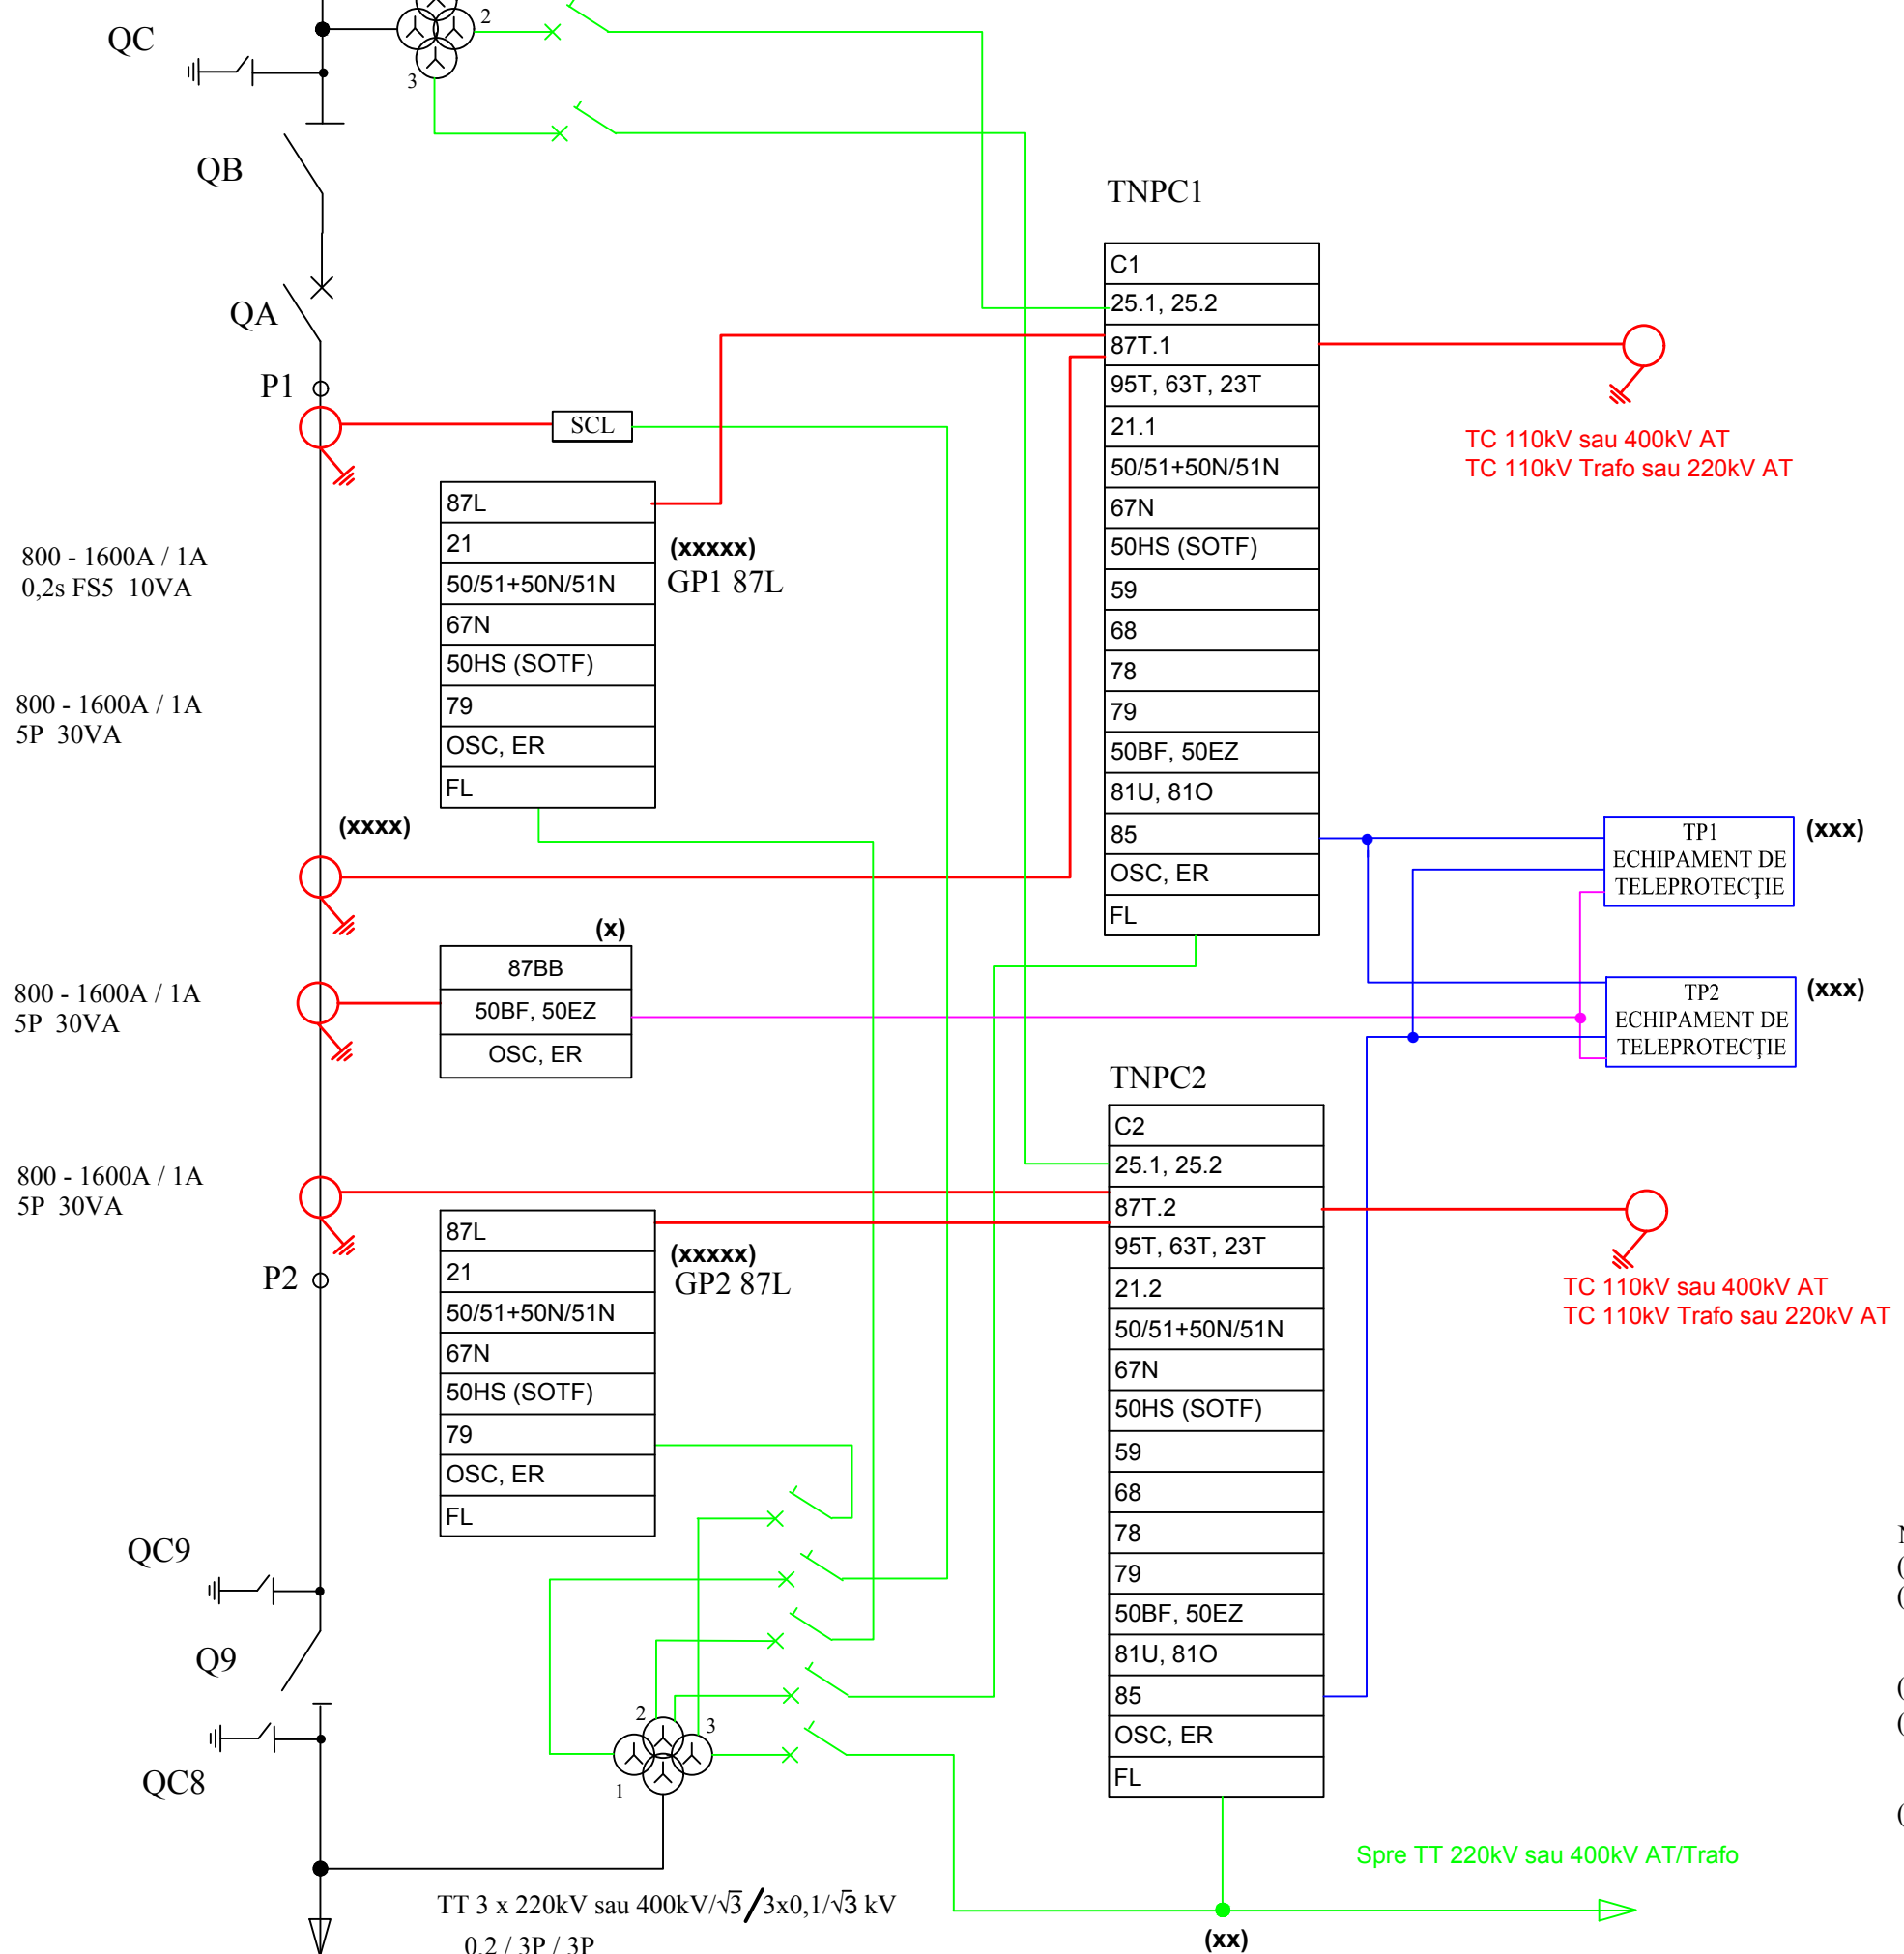 QC
2
3
QB
QA
P1
SCL
800 - 1600A / 1A
0,2s FS5 10VA
800 - 1600A / 1A
5P 30VA
87L
21
50/51+50N/51N
67N
50HS (SOTF)
79
OSC, ER
FL
(xxxxx)
GP1 87L
(xxxx)
TNPC1
C1
25.1, 25.2
87T.1
95T, 63T, 23T
21.1
50/51+50N/51N
67N
50HS (SOTF)
59
68
78
79
50BF, 50EZ
81U, 81O
85
OSC, ER
FL
TC 110kV sau 400kV AT
TC 110kV Trafo sau 220kV AT
TP1
ECHIPAMENT DE
TELEPROTECŢIE
(xxx)
TP2
ECHIPAMENT DE
TELEPROTECŢIE
(xxx)
(x)
87BB
50BF, 50EZ
OSC, ER
800 - 1600A / 1A
5P 30VA
800 - 1600A / 1A
5P 30VA
P2
87L
21
50/51+50N/51N
67N
50HS (SOTF)
79
OSC, ER
FL
(xxxxx)
GP2 87L
TNPC2
C2
25.1, 25.2
87T.2
95T, 63T, 23T
21.2
50/51+50N/51N
67N
50HS (SOTF)
59
68
78
79
50BF, 50EZ
81U, 81O
85
OSC, ER
FL
TC 110kV sau 400kV AT
TC 110kV Trafo sau 220kV AT
QC9
Q9
QC8
2
3
1
TT 3 x 220kV sau 400kV/√3/3x0,1/√3 kV
0,2 / 3P / 3P
Spre TT 220kV sau 400kV AT/Trafo
(xx)